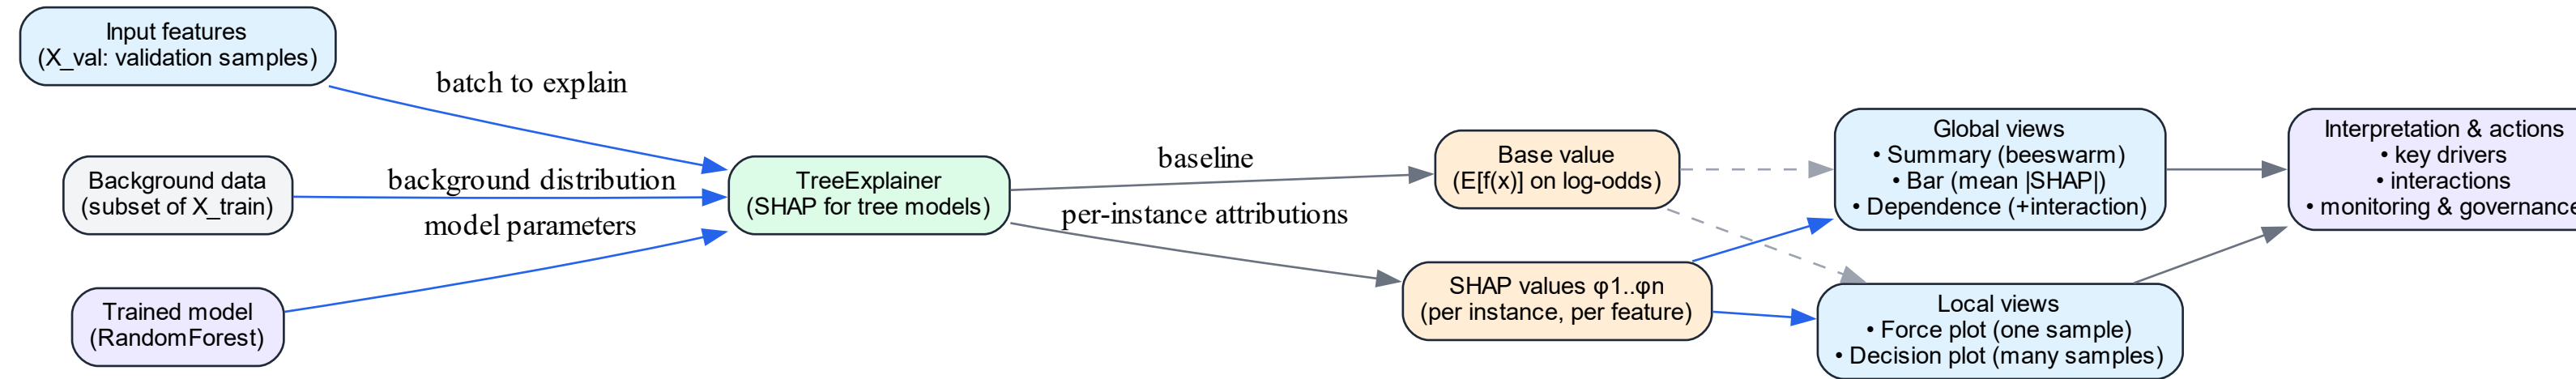 Input features
(X_val: validation samples)
batch to explain
Background data
(subset of X_train)
background distribution
model parameters
Trained model
(RandomForest)
TreeExplainer
(SHAP for tree models)
baseline
per-instance attributions
Base value
(E[f(x)] on log-odds)
SHAP values φ1..φn
(per instance, per feature)
Global views
• Summary (beeswarm)
• Bar (mean |SHAP|)
• Dependence (+interaction)
Local views
• Force plot (one sample)
• Decision plot (many samples)
Interpretation & actions
• key drivers
• interactions
• monitoring & governance